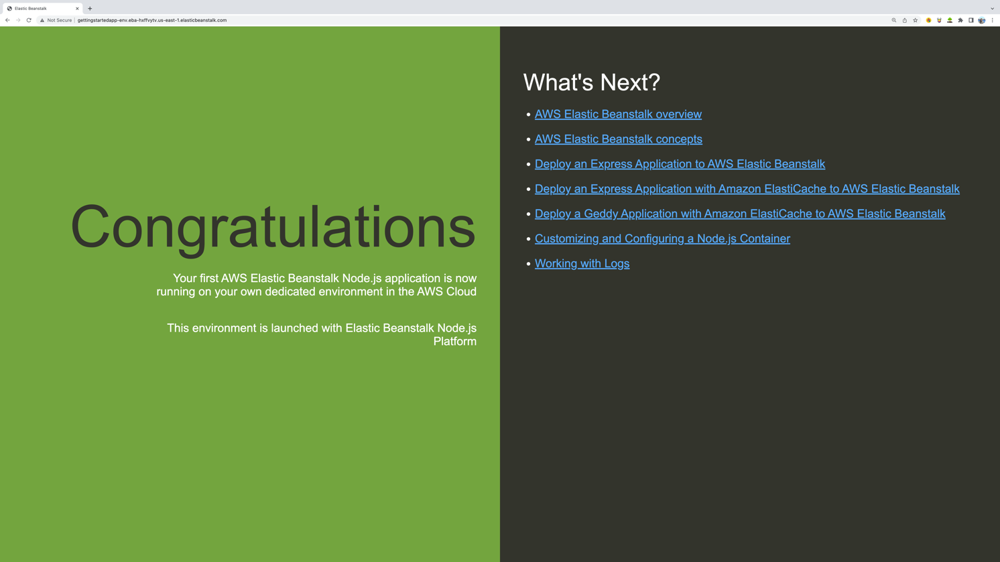 Elastic Beanstalk
Not Secure
gettingstartedapp-env.eba-hxffvytv.us-east-1.elasticbeanstalk.com
Congratulations
Your first AWS Elastic Beanstalk Node.js application is now
running on your own dedicated environment in the AWS Cloud
This environment is launched with Elastic Beanstalk Node.js
Platform
What's Next?
AWS Elastic Beanstalk overview
AWS Elastic Beanstalk concepts
Deploy an Express Application to AWS Elastic Beanstalk
Deploy an Express Application with Amazon ElastiCache to AWS Elastic Beanstalk
Deploy a Geddy Application with Amazon ElastiCache to AWS Elastic Beanstalk
Customizing and Configuring a Node.js Container
Working with Logs